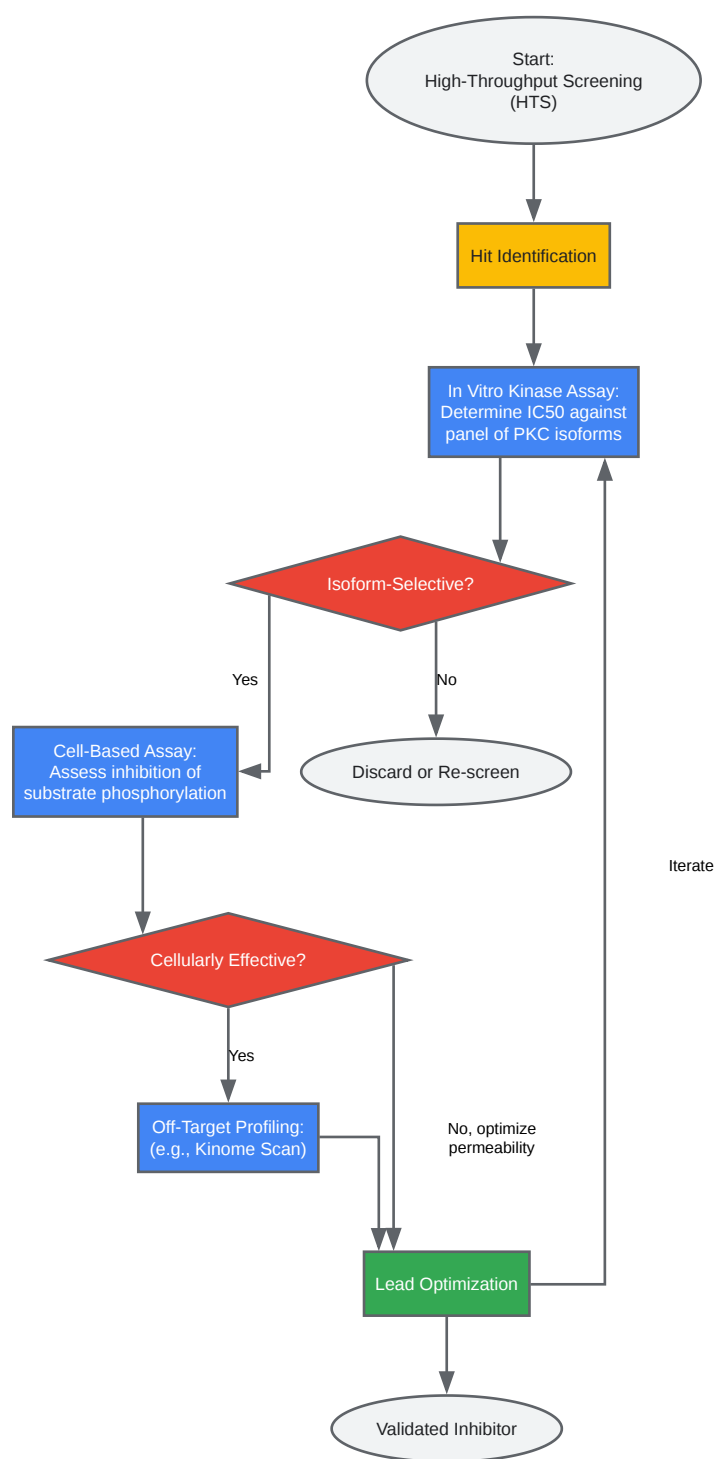 Start:
High-Throughput Screening
(HTS)
Hit Identification
In Vitro Kinase Assay:
Determine IC50 against
panel of PKC isoforms
Isoform-Selective?
Yes
No
Cell-Based Assay:
Assess inhibition of
substrate phosphorylation
Discard or Re-screen
Iterate
Cellularly Effective?
Yes
No, optimize
permeability
Off-Target Profiling:
(e.g., Kinome Scan)
Lead Optimization
Validated Inhibitor